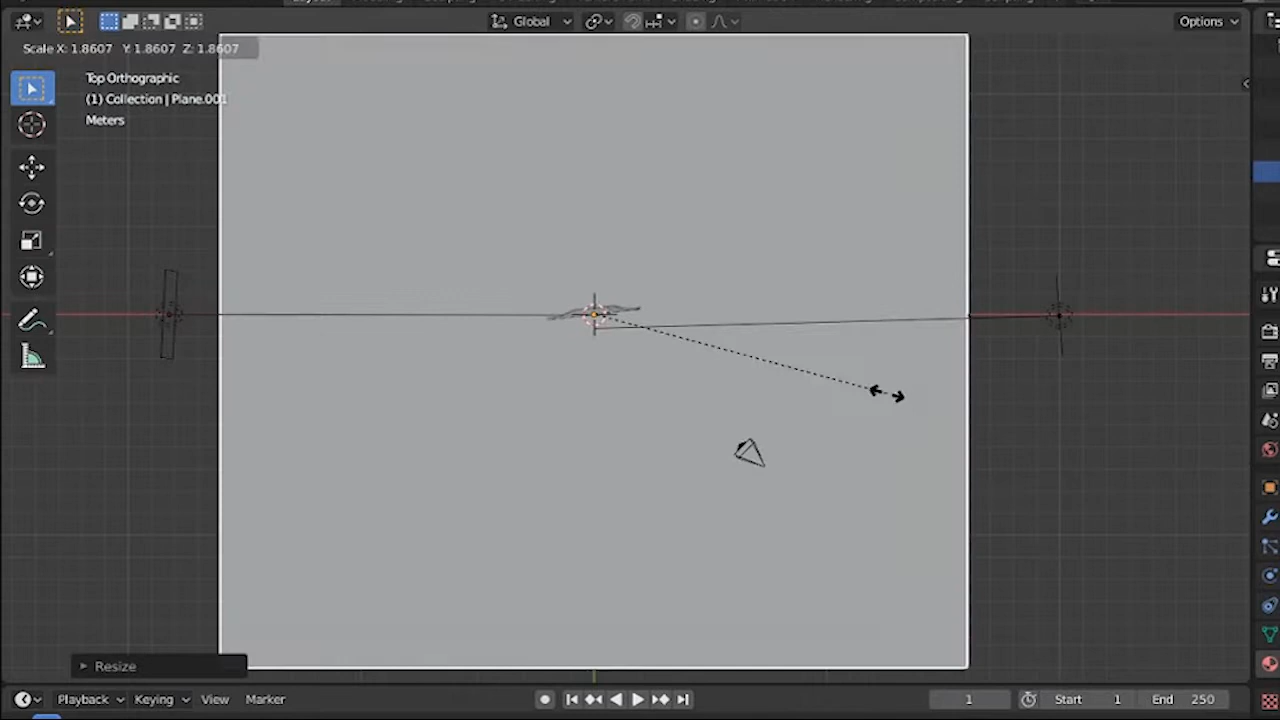 Global
Options
Scale X: 1.8607 Y: 1.8607 Z: 1.8607
Top Orthographic
(1) Collection | Plane.001
Meters
Resize
Playback
Keying
View
Marker
1
Start 1
End 250